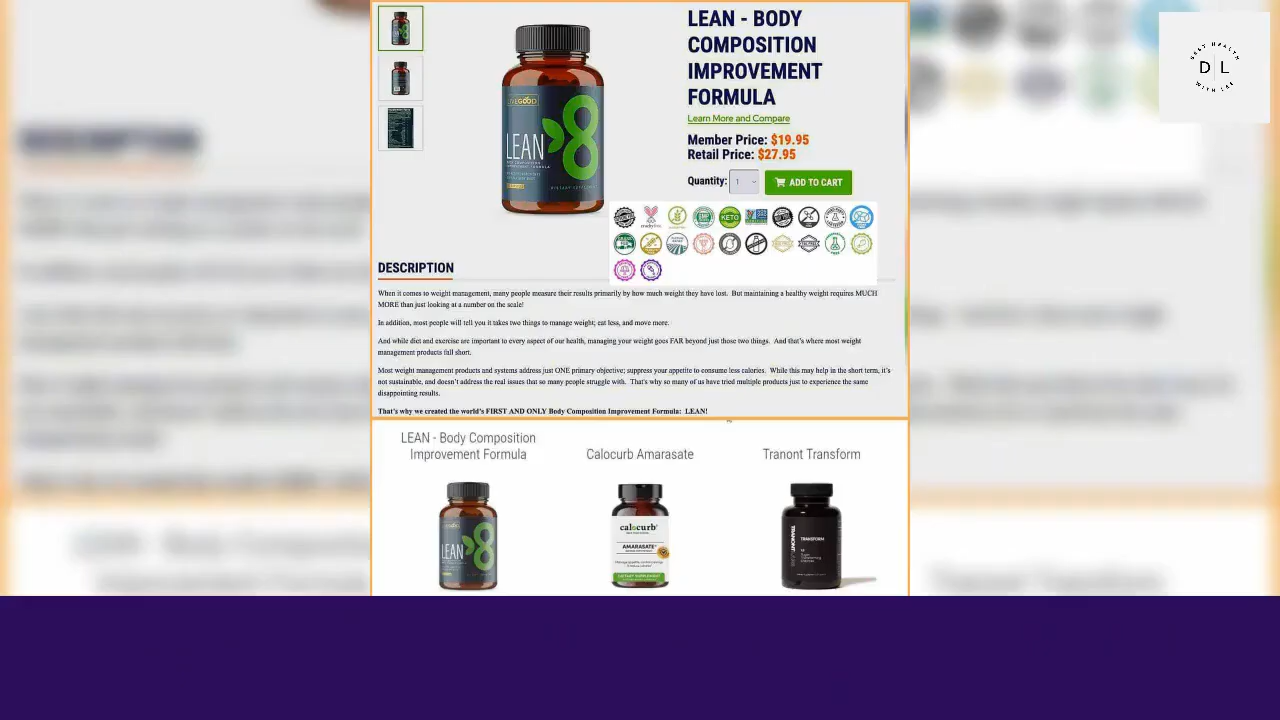 LEAN - BODY
COMPOSITION
IMPROVEMENT
FORMULA
Learn More and Compare
Member Price: $19.95
Retail Price: $27.95
Quantity: 1
ADD TO CART
LIVEGOOD
LEAN 8
D L
KETO
DESCRIPTION
When it comes to weight management, many people measure their results primarily by how much weight they have lost. But maintaining a healthy weight requires MUCH
MORE than just looking at a number on the scale!
In addition, most people will tell you it takes two things to manage weight; eat less, and move more.
And while diet and exercise are important to every aspect of our health, managing your weight goes FAR beyond just those two things. And that's where most weight
management products fall short.
Most weight management products and systems address just ONE primary objective; suppress your appetite to consume less calories. While this may help in the short term, it's
not sustainable, and doesn't address the real issues that so many people struggle with. That's why so many of us have tried multiple products just to experience the same
disappointing results.
That's why we created the world's FIRST AND ONLY Body Composition Improvement Formula: LEAN!
LEAN - Body Composition
Improvement Formula
Calocurb Amarasate
Tranont Transform
LEAN 8
calocurb
AMARASATE
DIETARY SUPPLEMENT
TRANONT
TRANSFORM